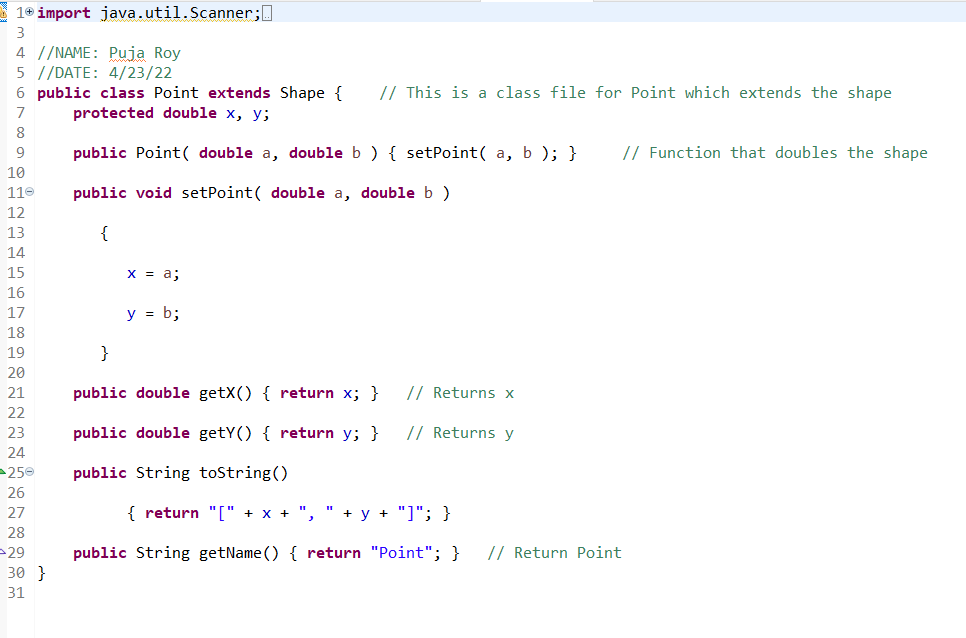 1 import java.util.Scanner;
3
4 //NAME: Puja Roy
5 //DATE: 4/23/22
6 public class Point extends Shape {    // This is a class file for Point which extends the shape
7     protected double x, y;
8
9     public Point( double a, double b ) { setPoint( a, b ); }     // Function that doubles the shape
10
11     public void setPoint( double a, double b )
12
13        {
14
15           x = a;
16
17           y = b;
18
19        }
20
21     public double getX() { return x; }   // Returns x
22
23     public double getY() { return y; }   // Returns y
24
25     public String toString()
26
27           { return "[" + x + ", " + y + "]"; }
28
29     public String getName() { return "Point"; }   // Return Point
30 }
31